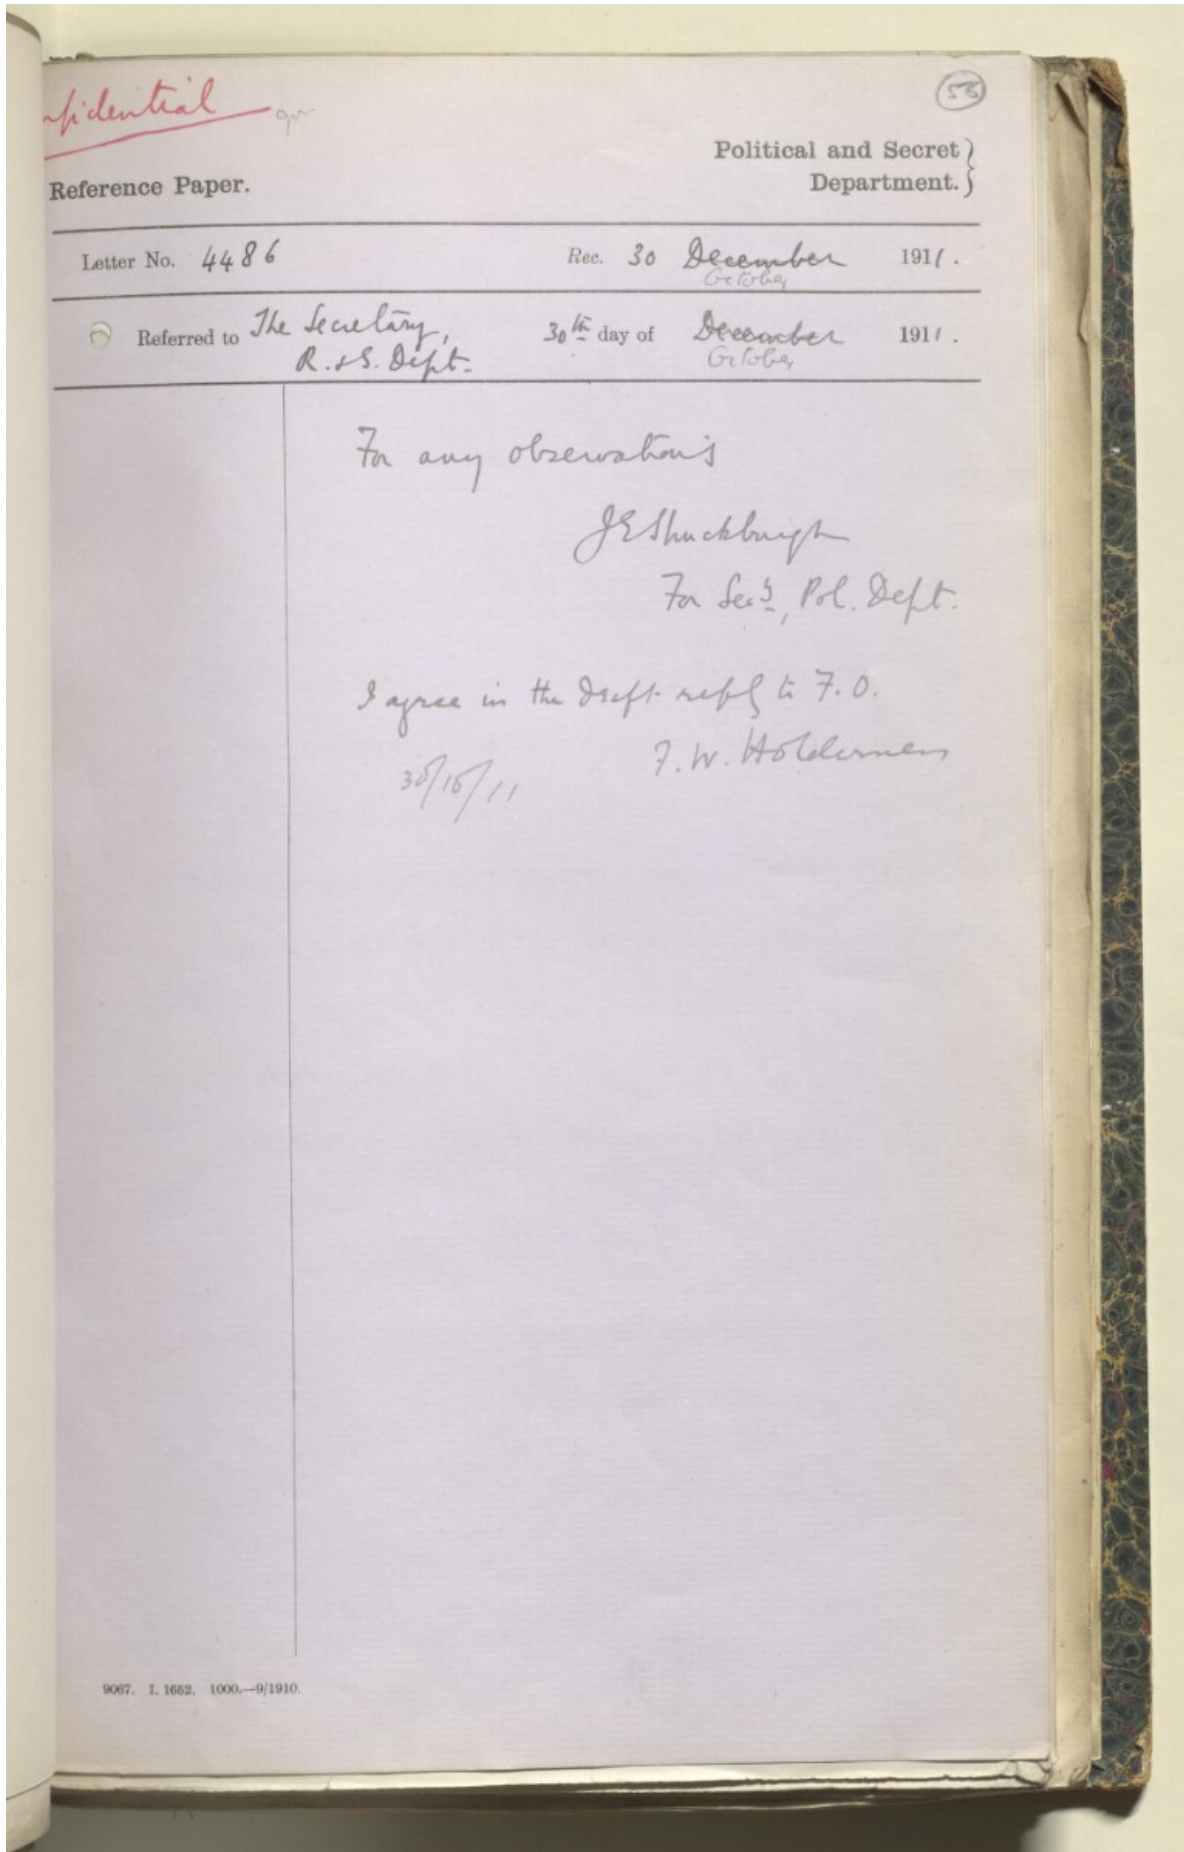 nfidential
Political and Secret
Department.
Reference Paper.
Letter No. 4486 Rec. 30 December 1911.
October
Referred to The Secretary, 30th day of December 1911.
R. & S. Dept. October
For any observations
J E Shuckburgh
For Secy, Pol. Dept.
I agree in the draft reply to F.O.
F. W. Holderness
30/10/11
9067. I. 1662. 1000.—9/1910.